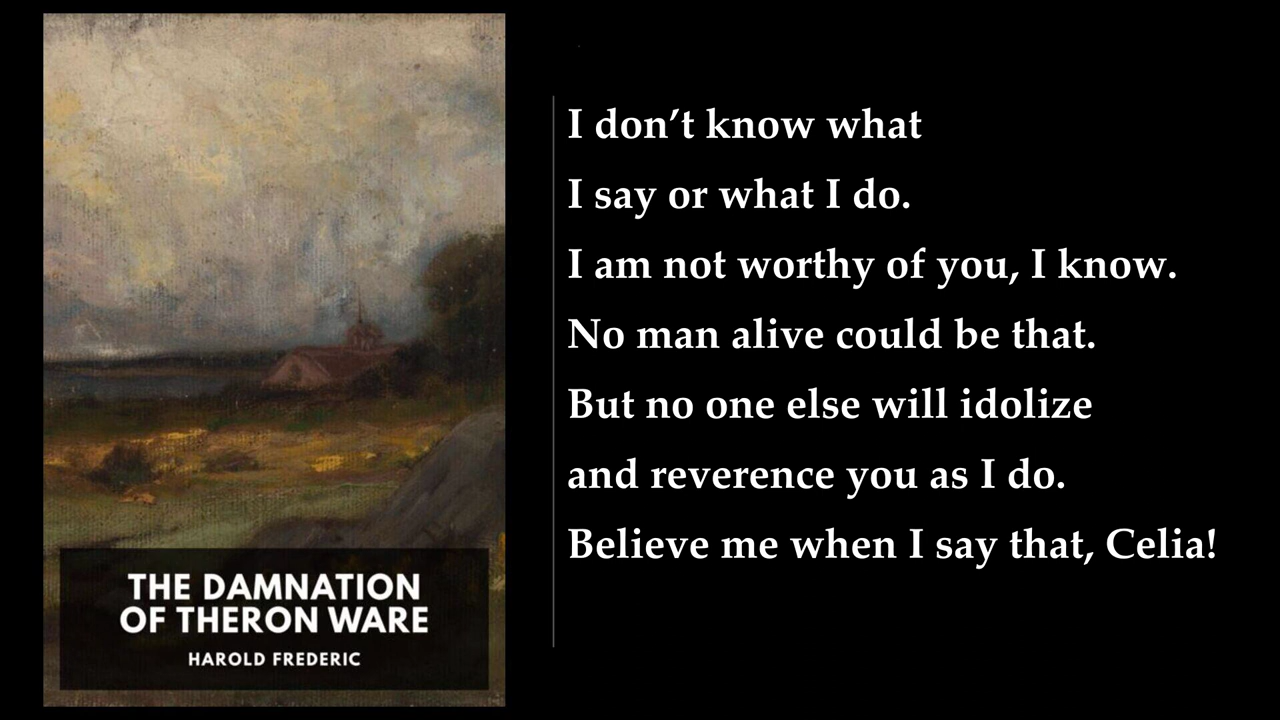 THE DAMNATION
OF THERON WARE
HAROLD FREDERIC
I don’t know what
I say or what I do.
I am not worthy of you, I know.
No man alive could be that.
But no one else will idolize
and reverence you as I do.
Believe me when I say that, Celia!